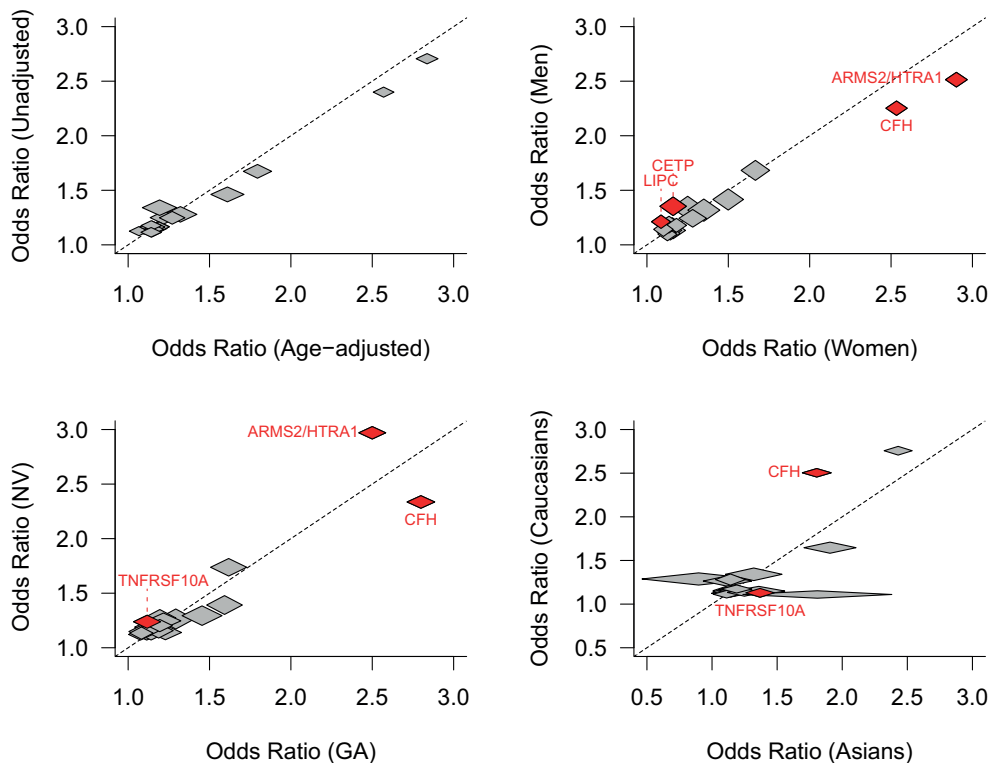 Odds Ratio (Unadjusted)
3.0
2.5
2.0
1.5
1.0
1.0 1.5 2.0 2.5 3.0
Odds Ratio (Age−adjusted)
Odds Ratio (Men)
3.0
2.5
2.0
1.5
1.0
ARMS2/HTRA1
CFH
CETP
LIPC
1.0 1.5 2.0 2.5 3.0
Odds Ratio (Women)
Odds Ratio (NV)
3.0
2.5
2.0
1.5
1.0
ARMS2/HTRA1
CFH
TNFRSF10A
1.0 1.5 2.0 2.5 3.0
Odds Ratio (GA)
Odds Ratio (Caucasians)
3.0
2.5
2.0
1.5
1.0
0.5
CFH
TNFRSF10A
0.5 1.0 1.5 2.0 2.5 3.0
Odds Ratio (Asians)